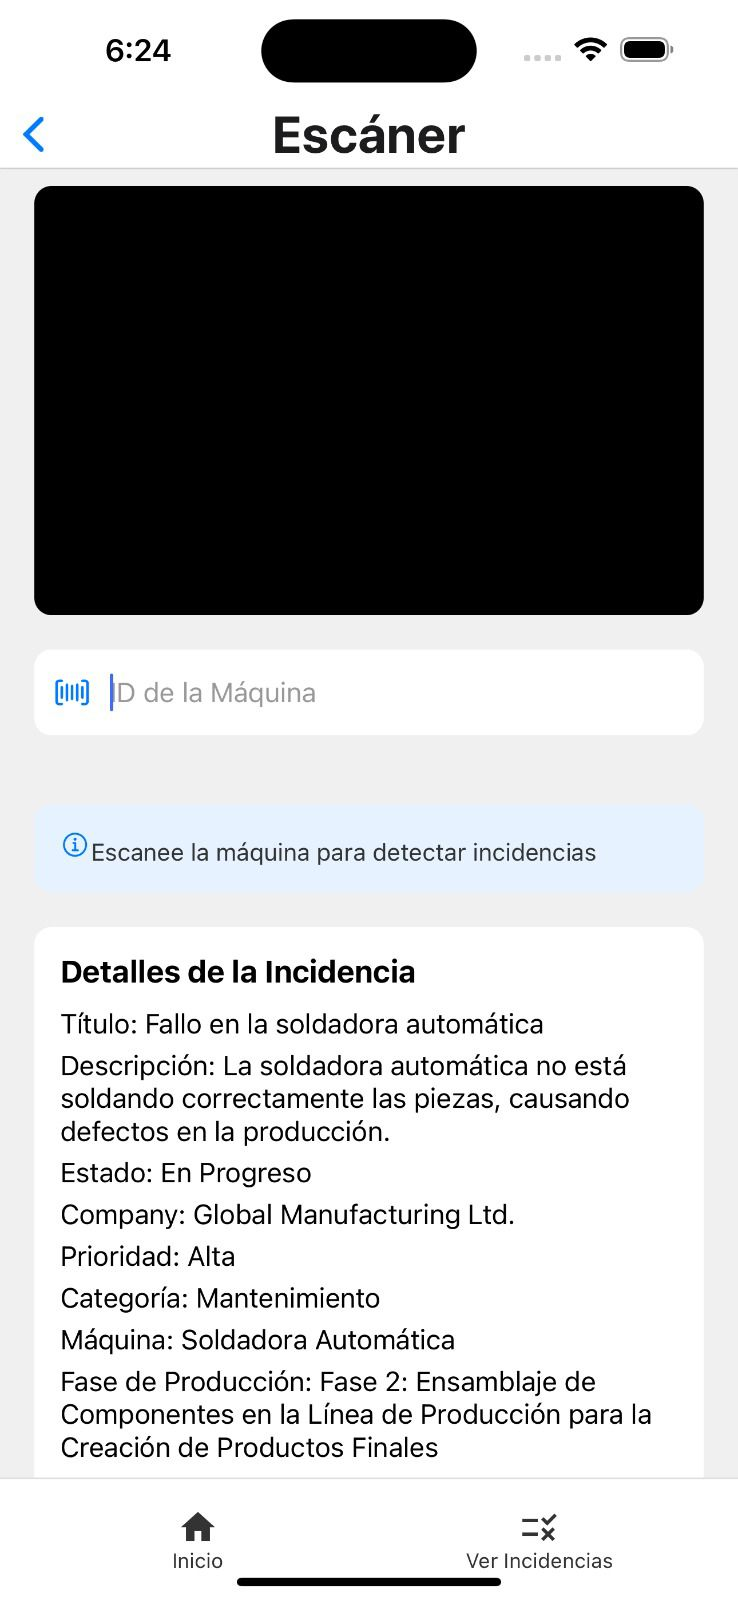 6:24
Escáner
ID de la Máquina
Escanee la máquina para detectar incidencias
Detalles de la Incidencia
Título: Fallo en la soldadora automática
Descripción: La soldadora automática no está
soldando correctamente las piezas, causando
defectos en la producción.
Estado: En Progreso
Company: Global Manufacturing Ltd.
Prioridad: Alta
Categoría: Mantenimiento
Máquina: Soldadora Automática
Fase de Producción: Fase 2: Ensamblaje de
Componentes en la Línea de Producción para la
Creación de Productos Finales
Inicio
Ver Incidencias